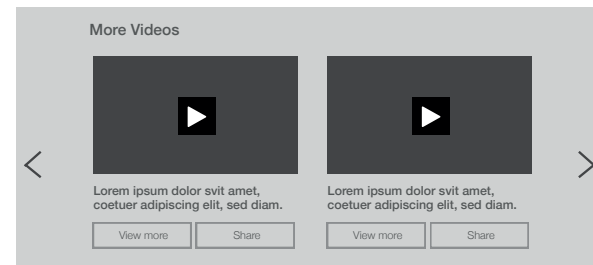 More Videos
Lorem ipsum dolor svit amet,
coetuer adipiscing elit, sed diam.
View more
Share
Lorem ipsum dolor svit amet,
coetuer adipiscing elit, sed diam.
View more
Share